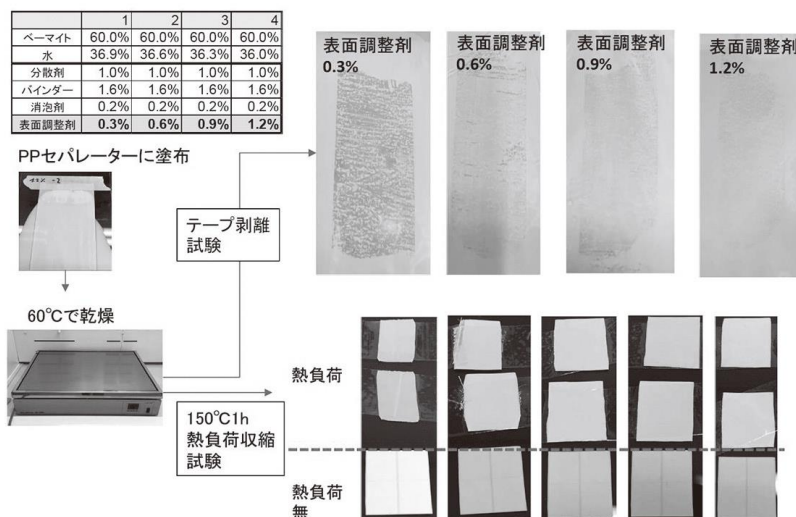 1 2 3 4
ベーマイト 60.0% 60.0% 60.0% 60.0%
水 36.9% 36.6% 36.3% 36.0%
分散剤 1.0% 1.0% 1.0% 1.0%
バインダー 1.6% 1.6% 1.6% 1.6%
消泡剤 0.2% 0.2% 0.2% 0.2%
表面調整剤 0.3% 0.6% 0.9% 1.2%
PPセパレーターに塗布
60℃で乾燥
テープ剥離
試験
150℃1h
熱負荷収縮
試験
表面調整剤
0.3%
表面調整剤
0.6%
表面調整剤
0.9%
表面調整剤
1.2%
熱負荷
熱負荷
無